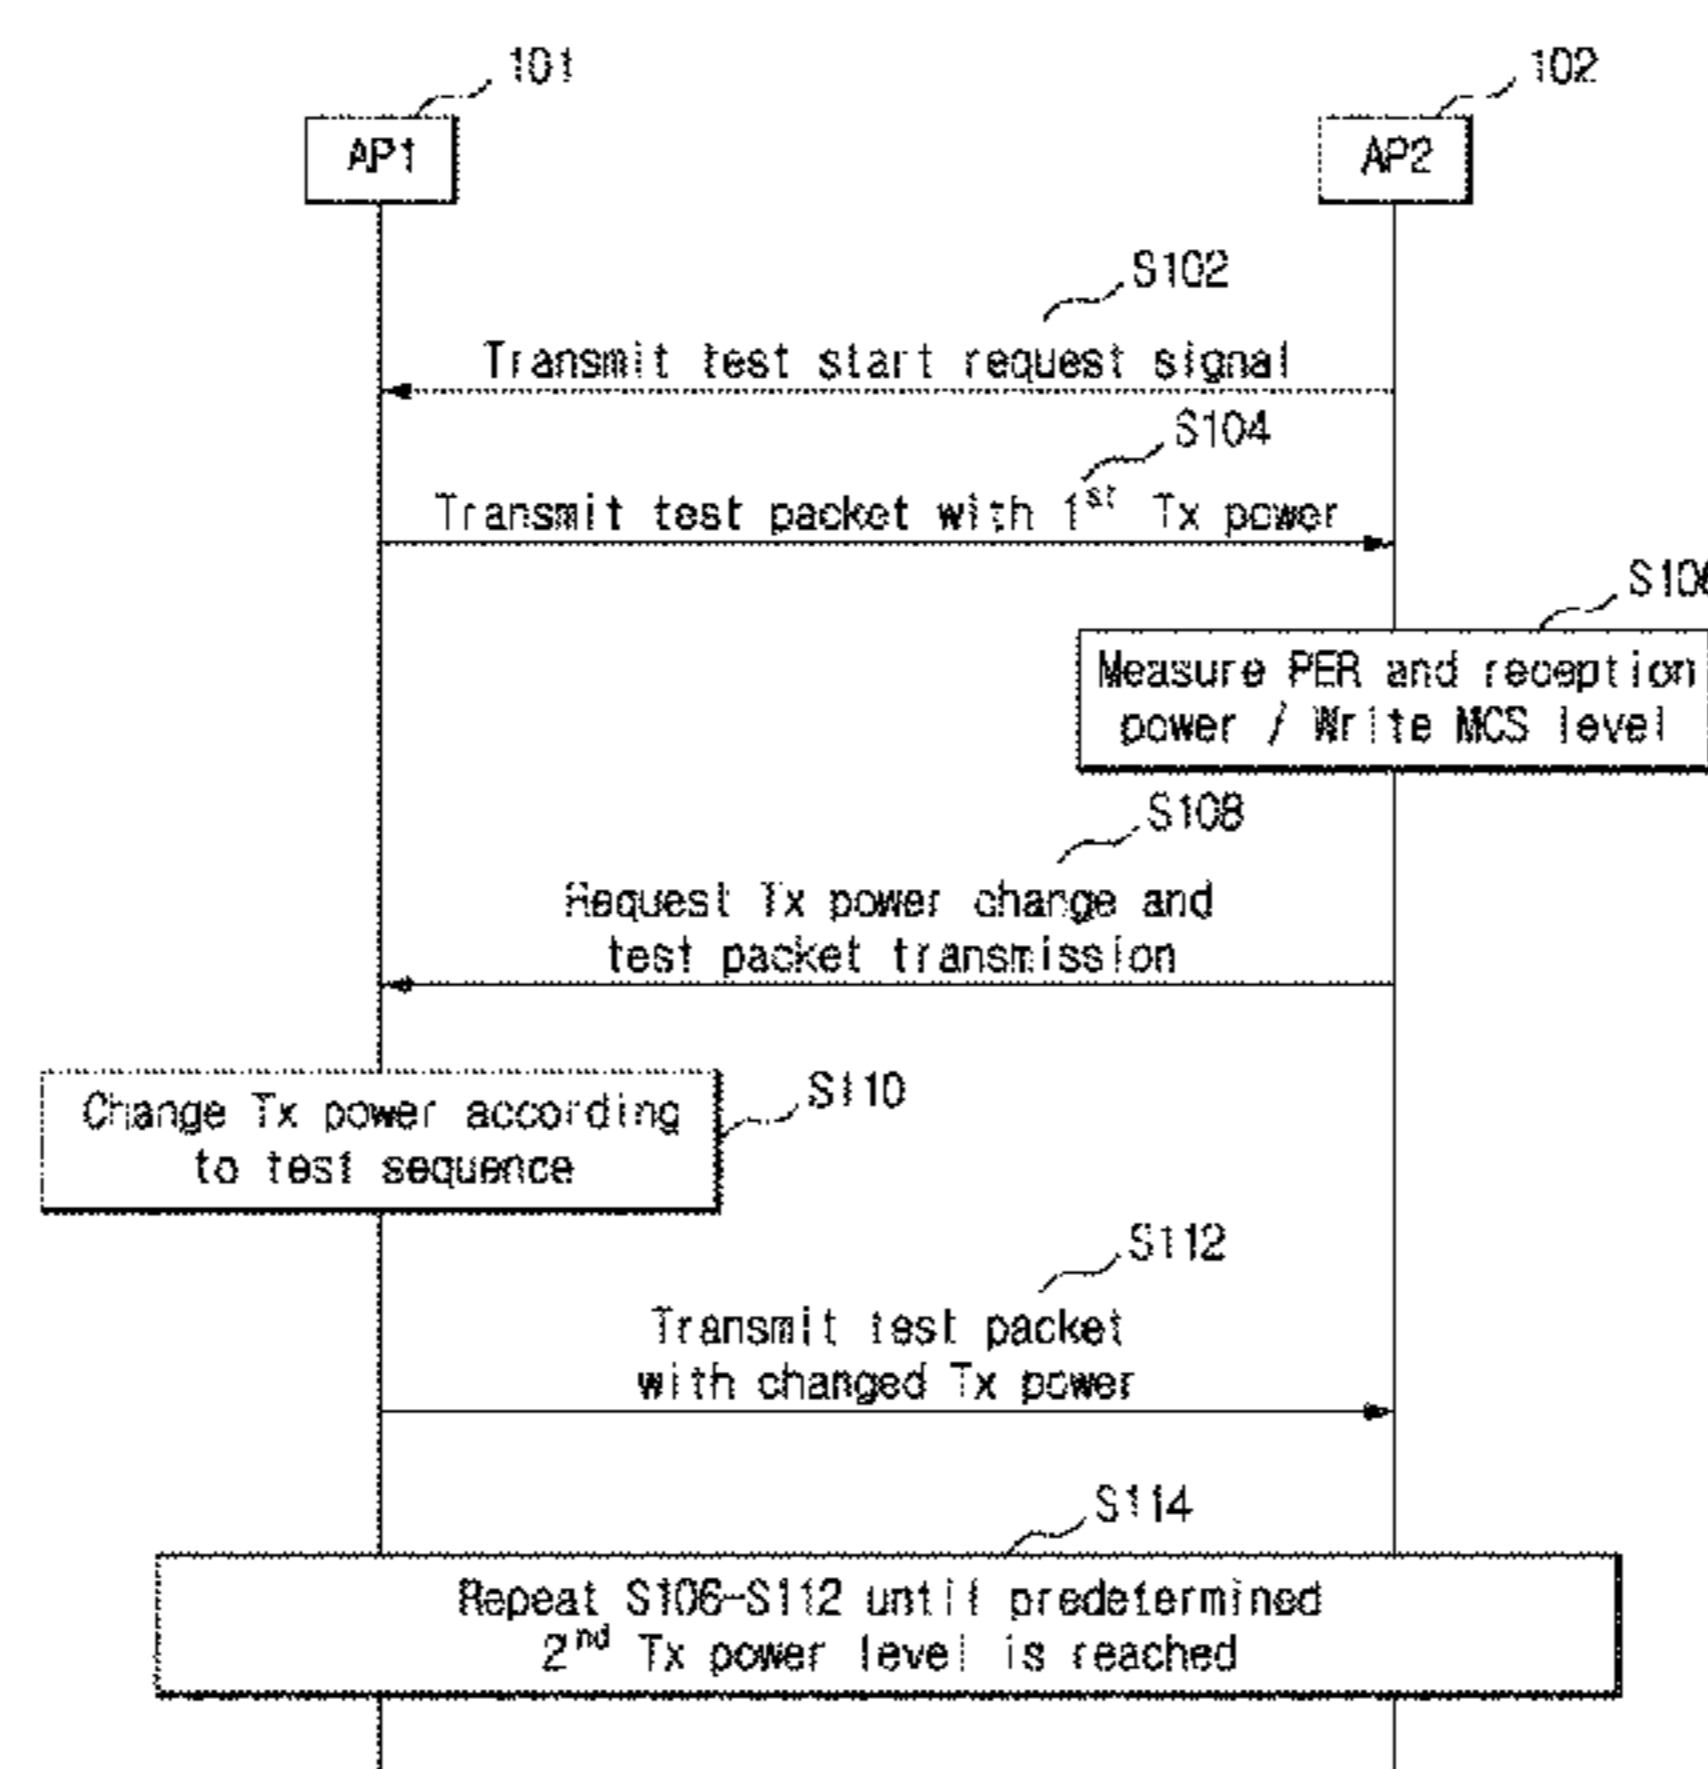 101
102
AP1
AP2
S102
Transmit test start request signal
S104
Transmit test packet with 1st Tx power
S106
Measure PER and reception
power / Write MCS level
S108
Request Tx power change and
test packet transmission
Change Tx power according
to test sequence
S110
S112
Transmit test packet
with changed Tx power
S114
Repeat S106-S112 until predetermined
2nd Tx power level is reached